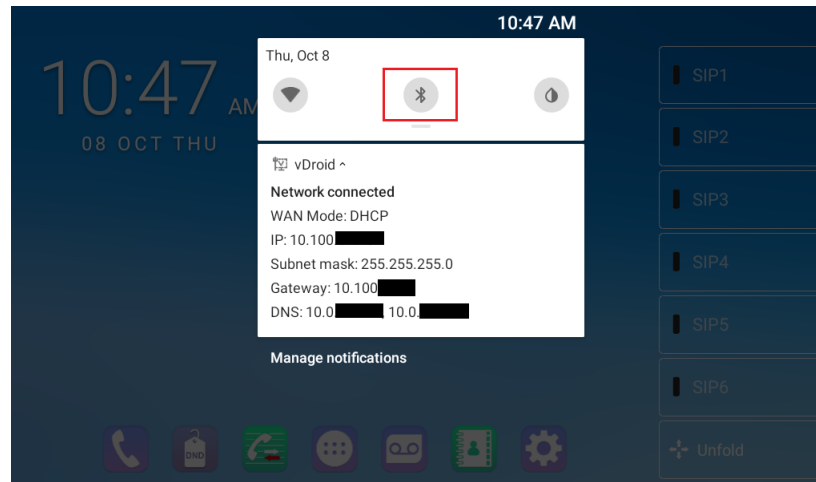 10:47 AM
10:47 AM
08 OCT THU
Thu, Oct 8
vDroid
Network connected
WAN Mode: DHCP
IP: 10.100
Subnet mask: 255.255.255.0
Gateway: 10.100
DNS: 10.0 , 10.0.
Manage notifications
SIP1
SIP2
SIP3
SIP4
SIP5
SIP6
Unfold
DND